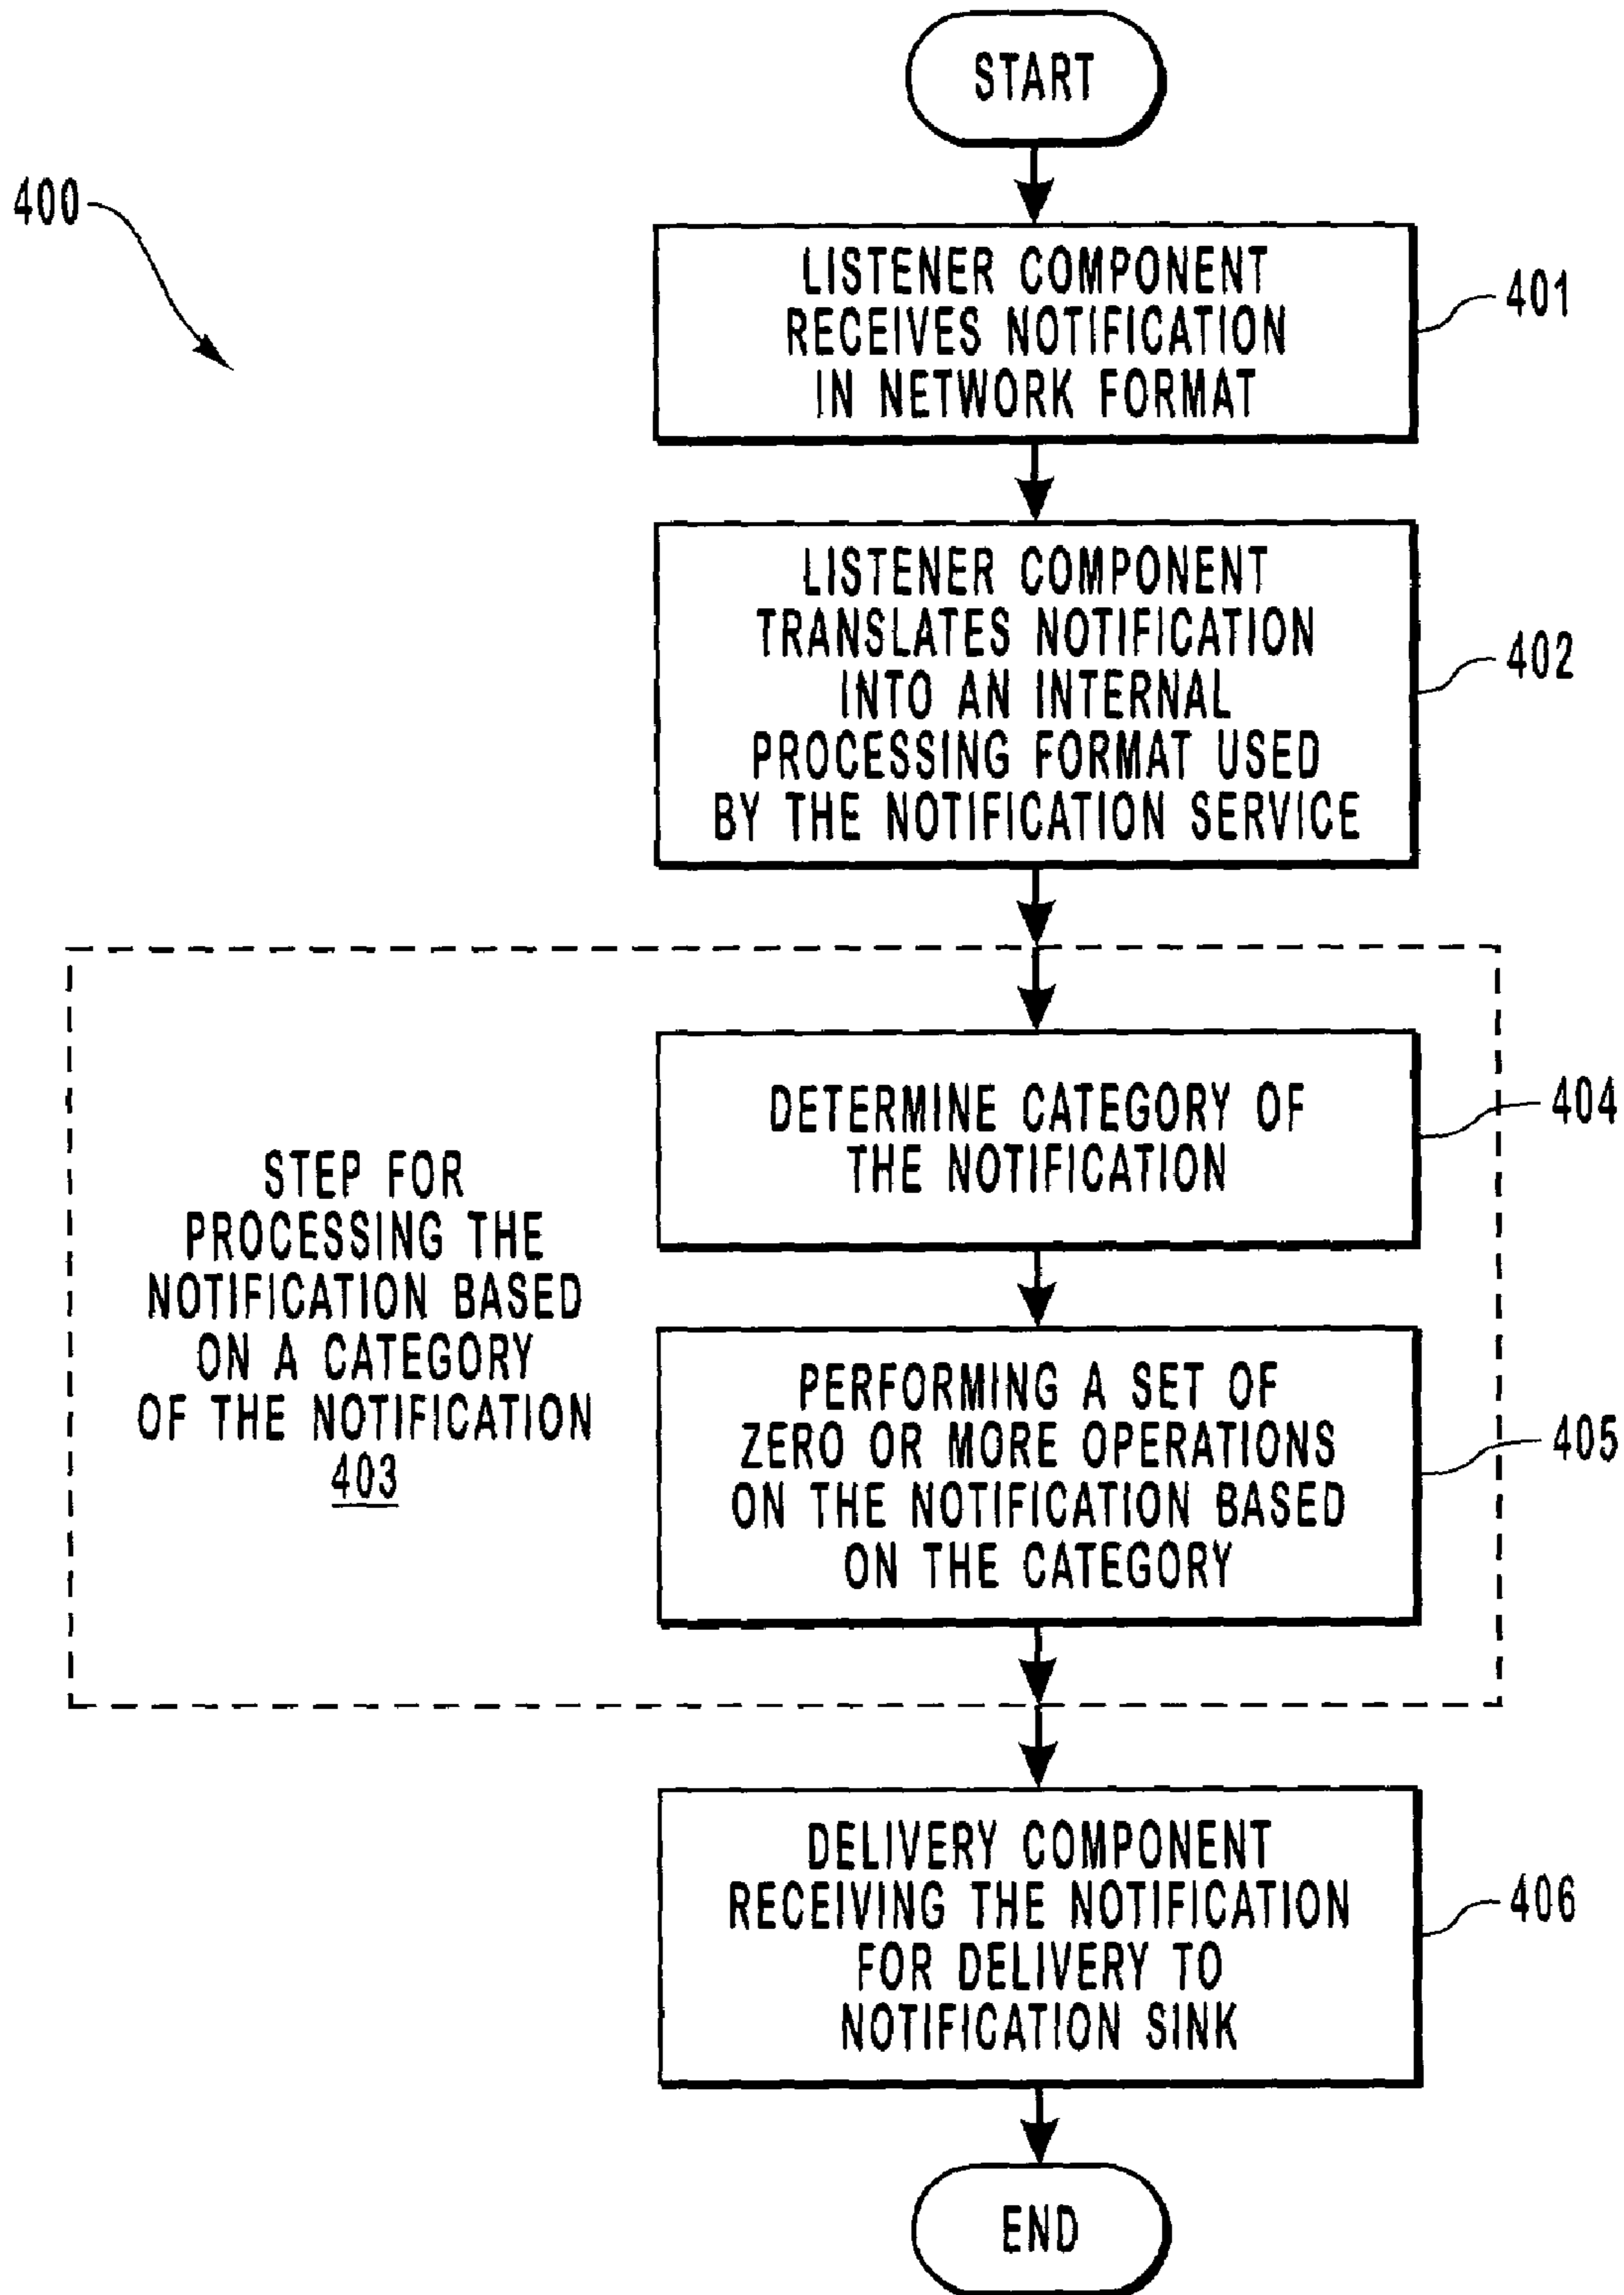 START
400
LISTENER COMPONENT
RECEIVES NOTIFICATION
IN NETWORK FORMAT
401
LISTENER COMPONENT
TRANSLATES NOTIFICATION
INTO AN INTERNAL
PROCESSING FORMAT USED
BY THE NOTIFICATION SERVICE
402
STEP FOR
PROCESSING THE
NOTIFICATION BASED
ON A CATEGORY
OF THE NOTIFICATION
403
DETERMINE CATEGORY OF
THE NOTIFICATION
404
PERFORMING A SET OF
ZERO OR MORE OPERATIONS
ON THE NOTIFICATION BASED
ON THE CATEGORY
405
DELIVERY COMPONENT
RECEIVING THE NOTIFICATION
FOR DELIVERY TO
NOTIFICATION SINK
406
END